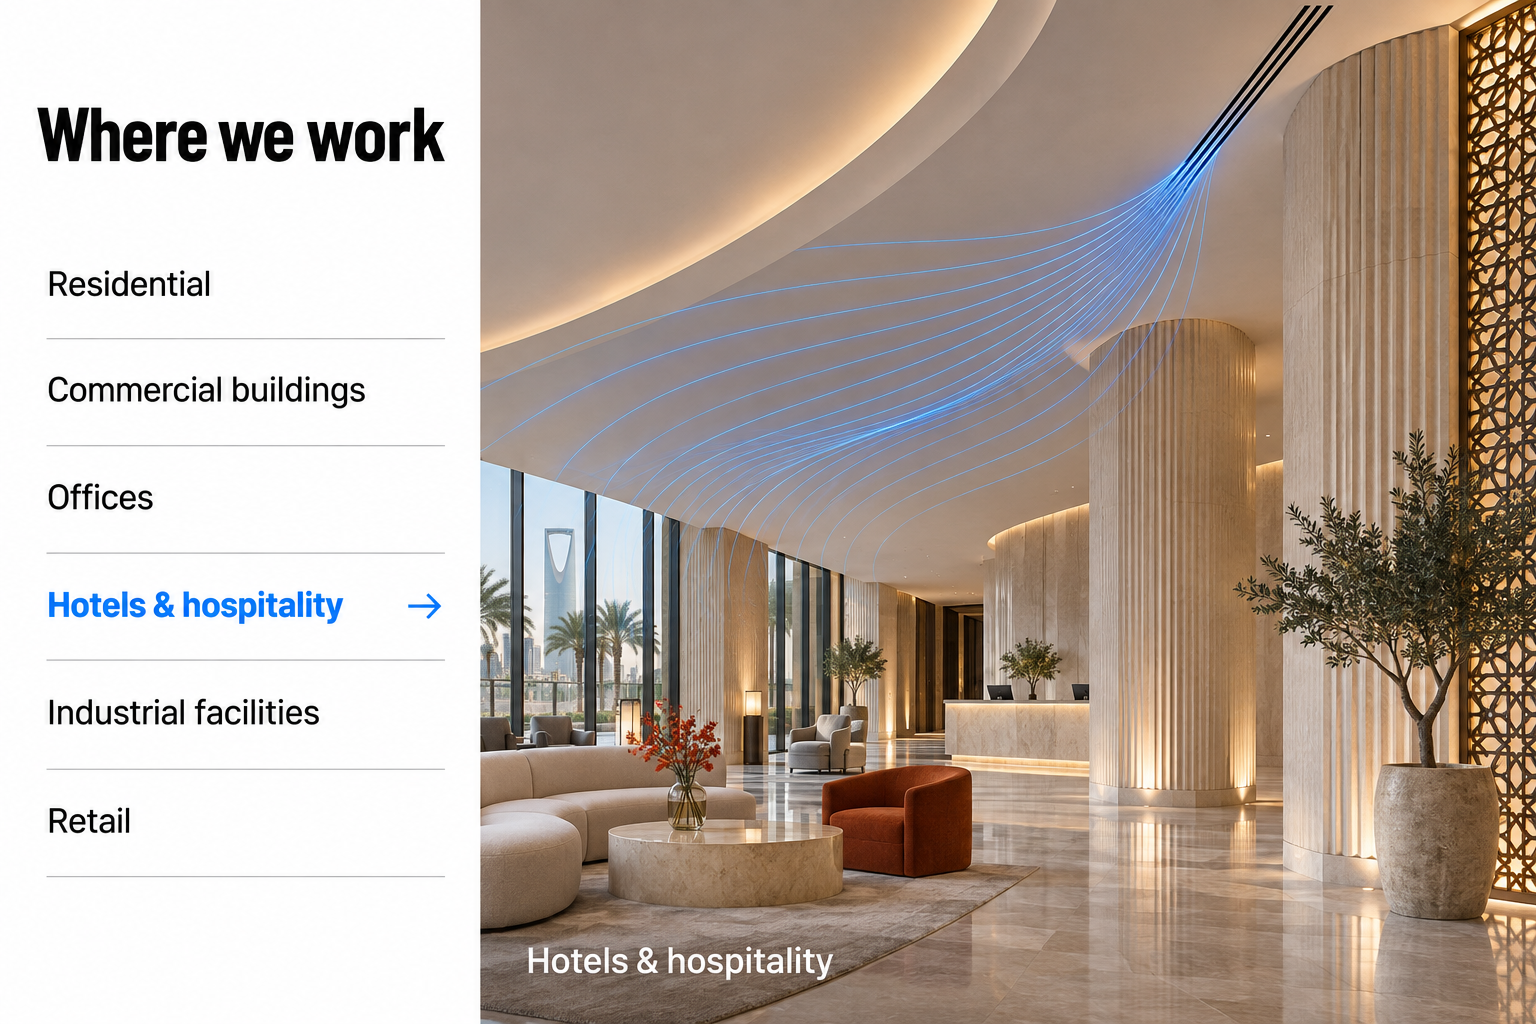 Where we work
Residential
Commercial buildings
Offices
Hotels & hospitality →
Industrial facilities
Retail
Hotels & hospitality